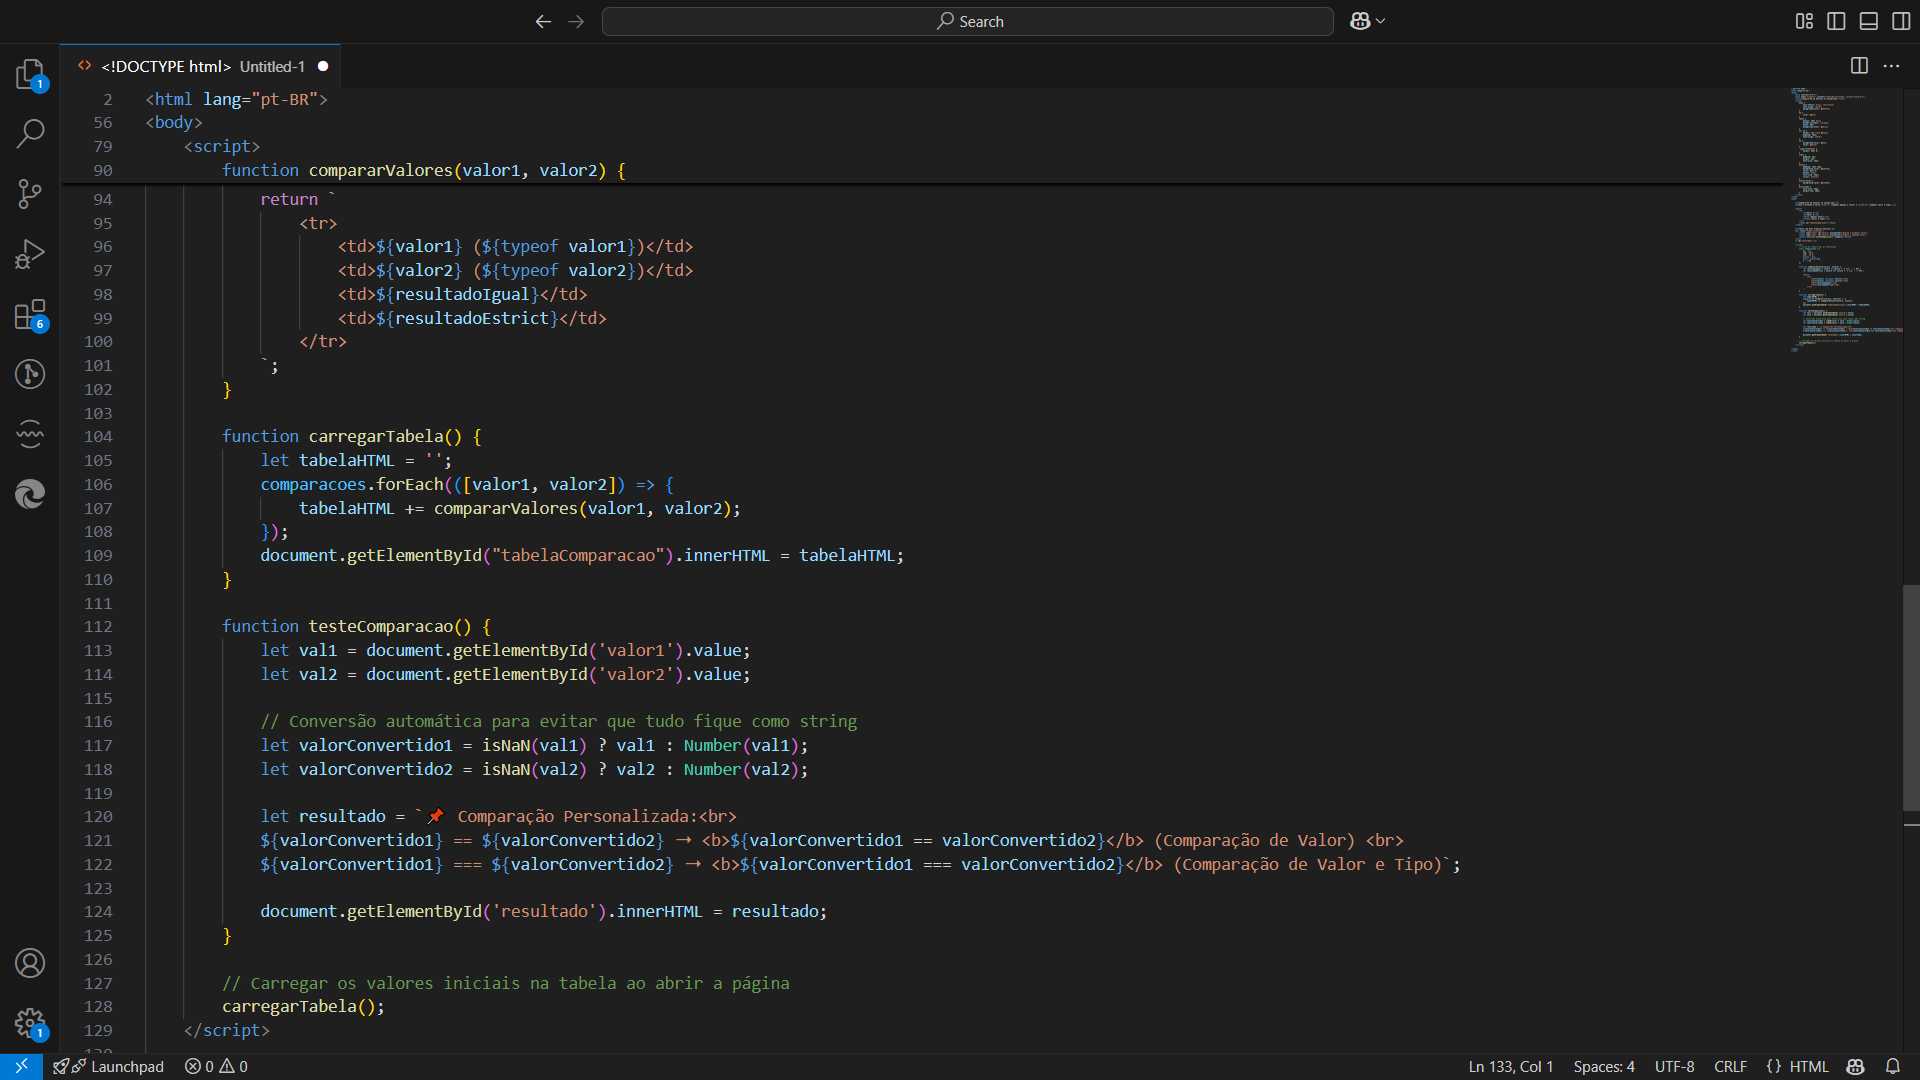 Search
<!DOCTYPE html> Untitled-1
1
2 <html lang="pt-BR">
56 <body>
79 <script>
90 function compararValores(valor1, valor2) {
94 return `
95 <tr>
96 <td>${valor1} (${typeof valor1})</td>
97 <td>${valor2} (${typeof valor2})</td>
98 <td>${resultadoIgual}</td>
99 <td>${resultadoEstrict}</td>
100 </tr>
101 `;
102 }
103
104 function carregarTabela() {
105 let tabelaHTML = '';
106 comparacoes.forEach(([valor1, valor2]) => {
107 tabelaHTML += compararValores(valor1, valor2);
108 });
109 document.getElementById("tabelaComparacao").innerHTML = tabelaHTML;
110 }
111
112 function testeComparacao() {
113 let val1 = document.getElementById('valor1').value;
114 let val2 = document.getElementById('valor2').value;
115
116 // Conversão automática para evitar que tudo fique como string
117 let valorConvertido1 = isNaN(val1) ? val1 : Number(val1);
118 let valorConvertido2 = isNaN(val2) ? val2 : Number(val2);
119
120 let resultado = `📌 Comparação Personalizada:<br>
121 ${valorConvertido1} == ${valorConvertido2} → <b>${valorConvertido1 == valorConvertido2}</b> (Comparação de Valor) <br>
122 ${valorConvertido1} === ${valorConvertido2} → <b>${valorConvertido1 === valorConvertido2}</b> (Comparação de Valor e Tipo)`;
123
124 document.getElementById('resultado').innerHTML = resultado;
125 }
126
127 // Carregar os valores iniciais na tabela ao abrir a página
128 carregarTabela();
129 </script>
6
1
Launchpad 0 0 Ln 133, Col 1 Spaces: 4 UTF-8 CRLF {} HTML